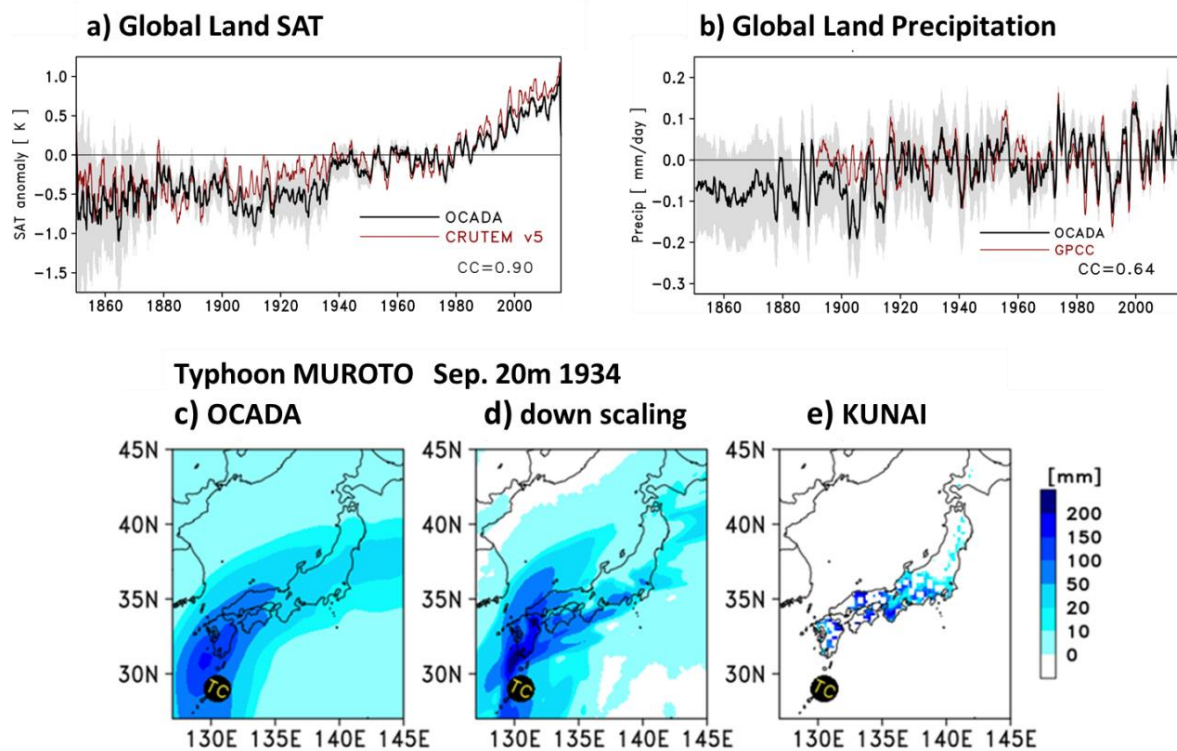 a) Global Land SAT
SAT annomaly [ K ]
1.0
0.5
0.0
−0.5
−1.0
−1.5
OCADA
CRUTEM v5
CC=0.90
1860 1880 1900 1920 1940 1960 1980 2000
b) Global Land Precipitation
Precip [ mm/day ]
0.2
0.1
0.0
−0.1
−0.2
−0.3
OCADA
GPCC
CC=0.64
1860 1880 1900 1920 1940 1960 1980 2000
Typhoon MUROTO Sep. 20m 1934
c) OCADA
45N
40N
35N
30N
TC
130E 135E 140E 145E
d) down scaling
45N
40N
35N
30N
TC
130E 135E 140E 145E
e) KUNAI
45N
40N
35N
30N
TC
130E 135E 140E 145E
[mm]
200
150
100
50
20
10
0